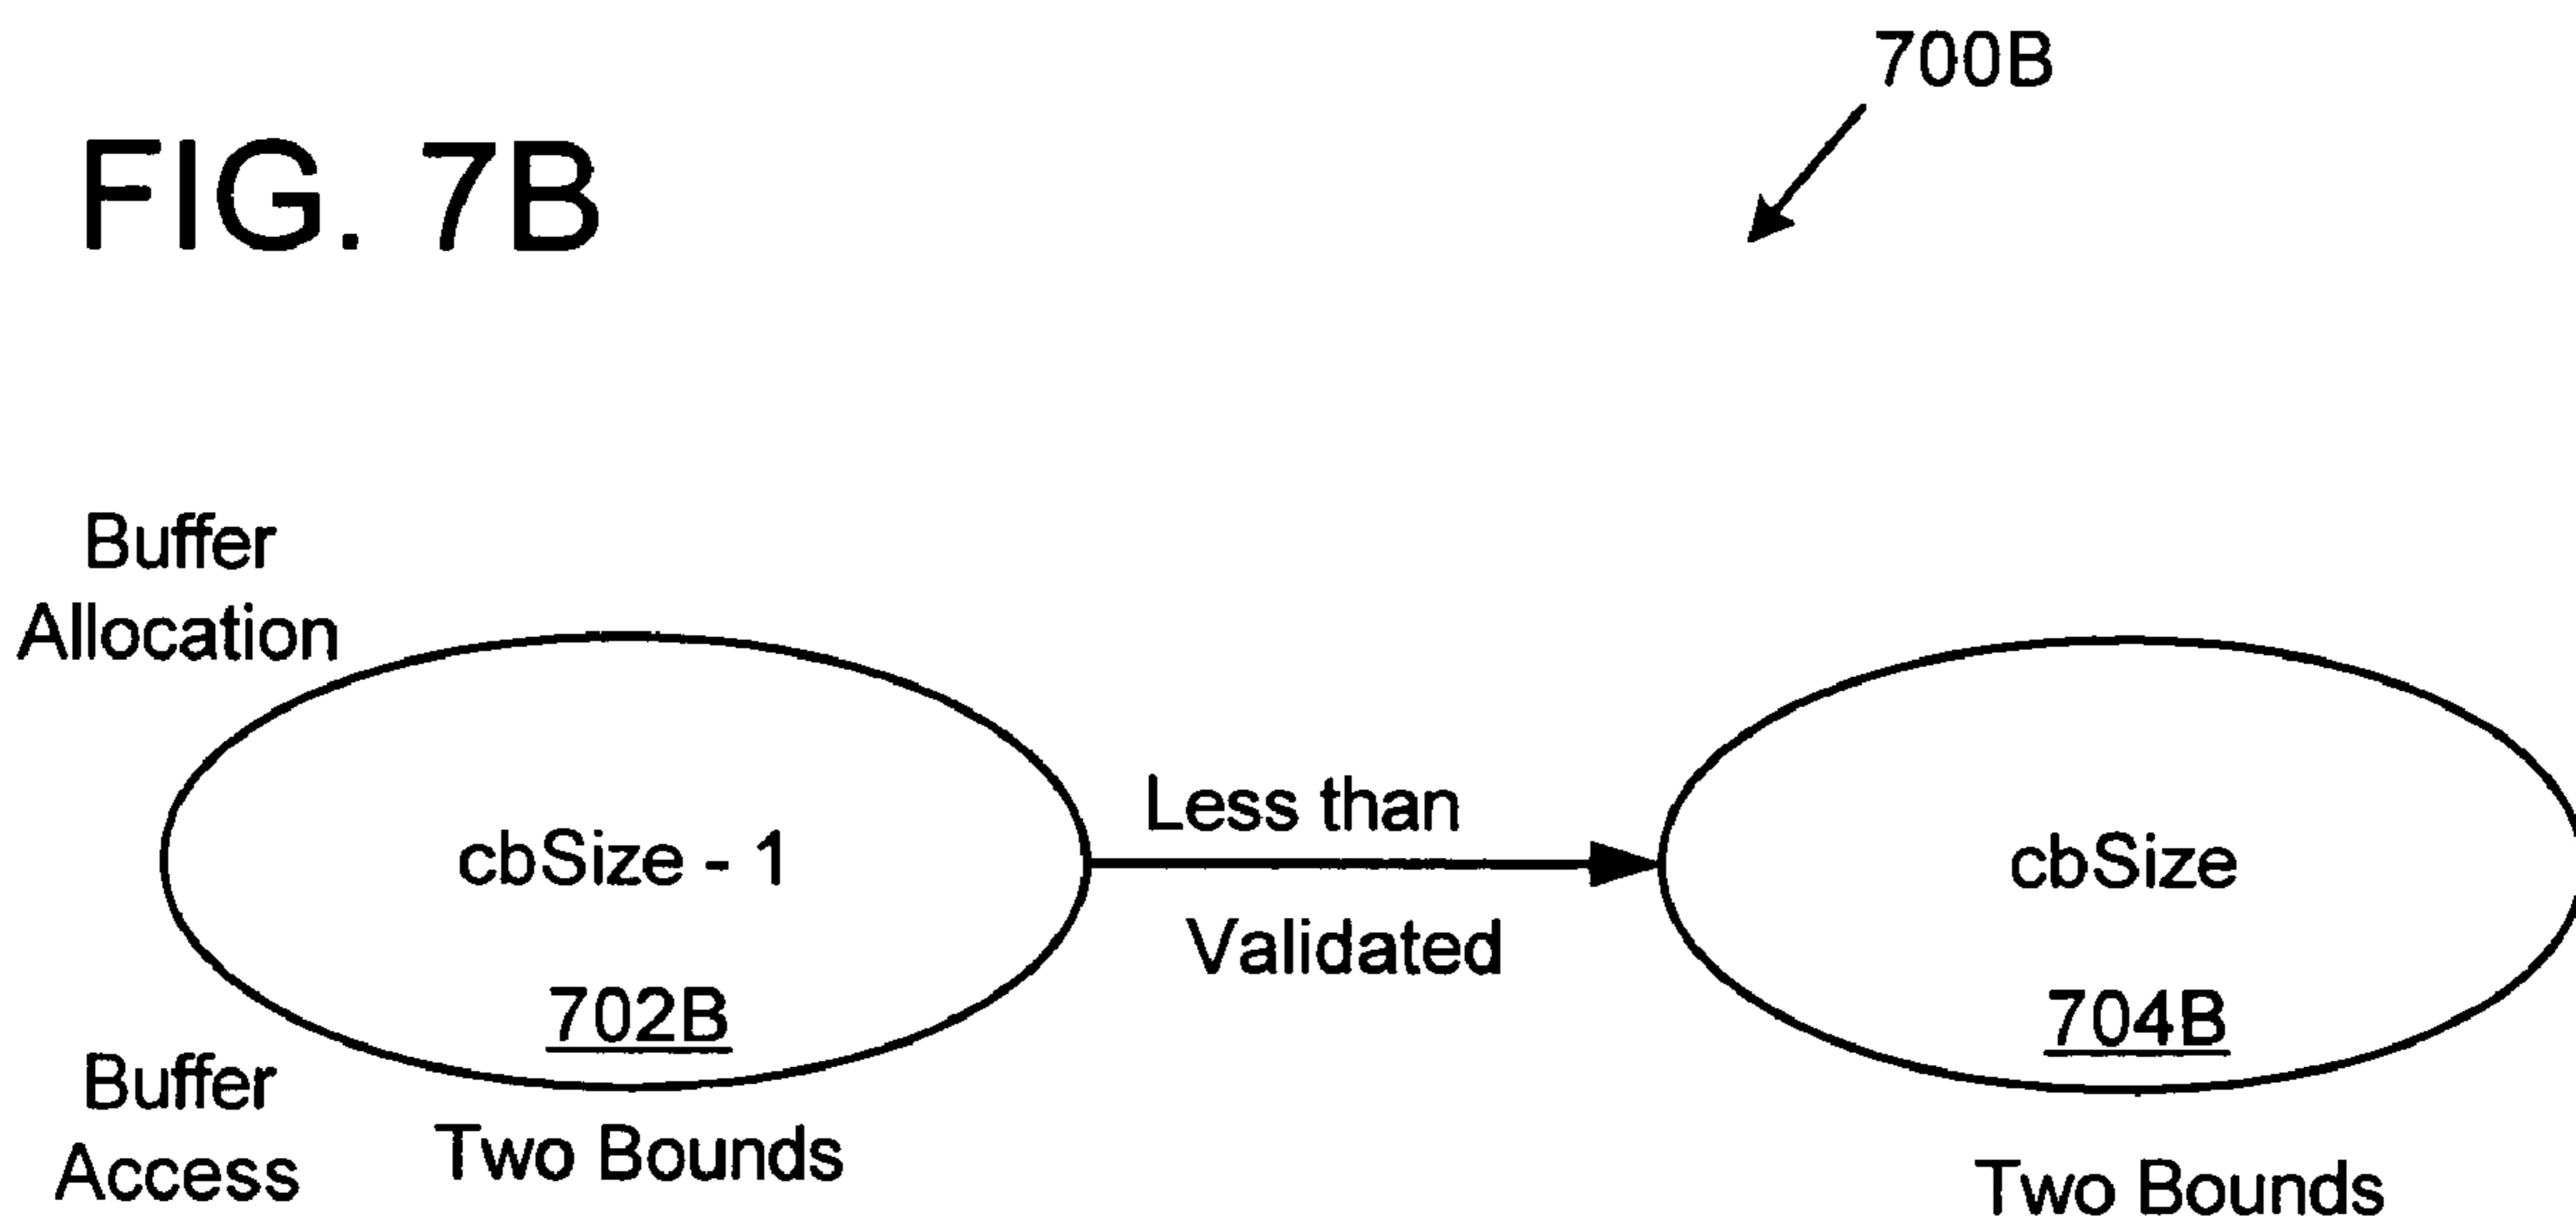 700B
FIG. 7B
Buffer
Allocation
Less than
cbSize - 1
cbSize
Validated
702B
704B
Buffer
Access
Two Bounds
Two Bounds